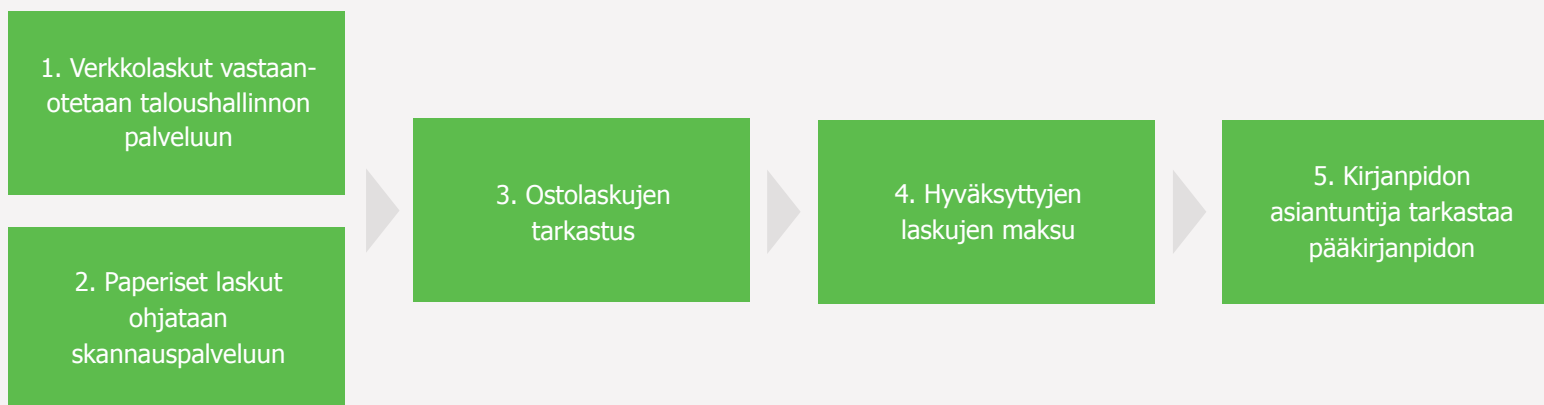 1. Verkkolaskut vastaan-
otetaan taloushallinnon
palveluun
2. Paperiset laskut
ohjataan
skannauspalveluun
3. Ostolaskujen
tarkastus
4. Hyväksyttyjen
laskujen maksu
5. Kirjanpidon
asiantuntija tarkastaa
pääkirjanpidon